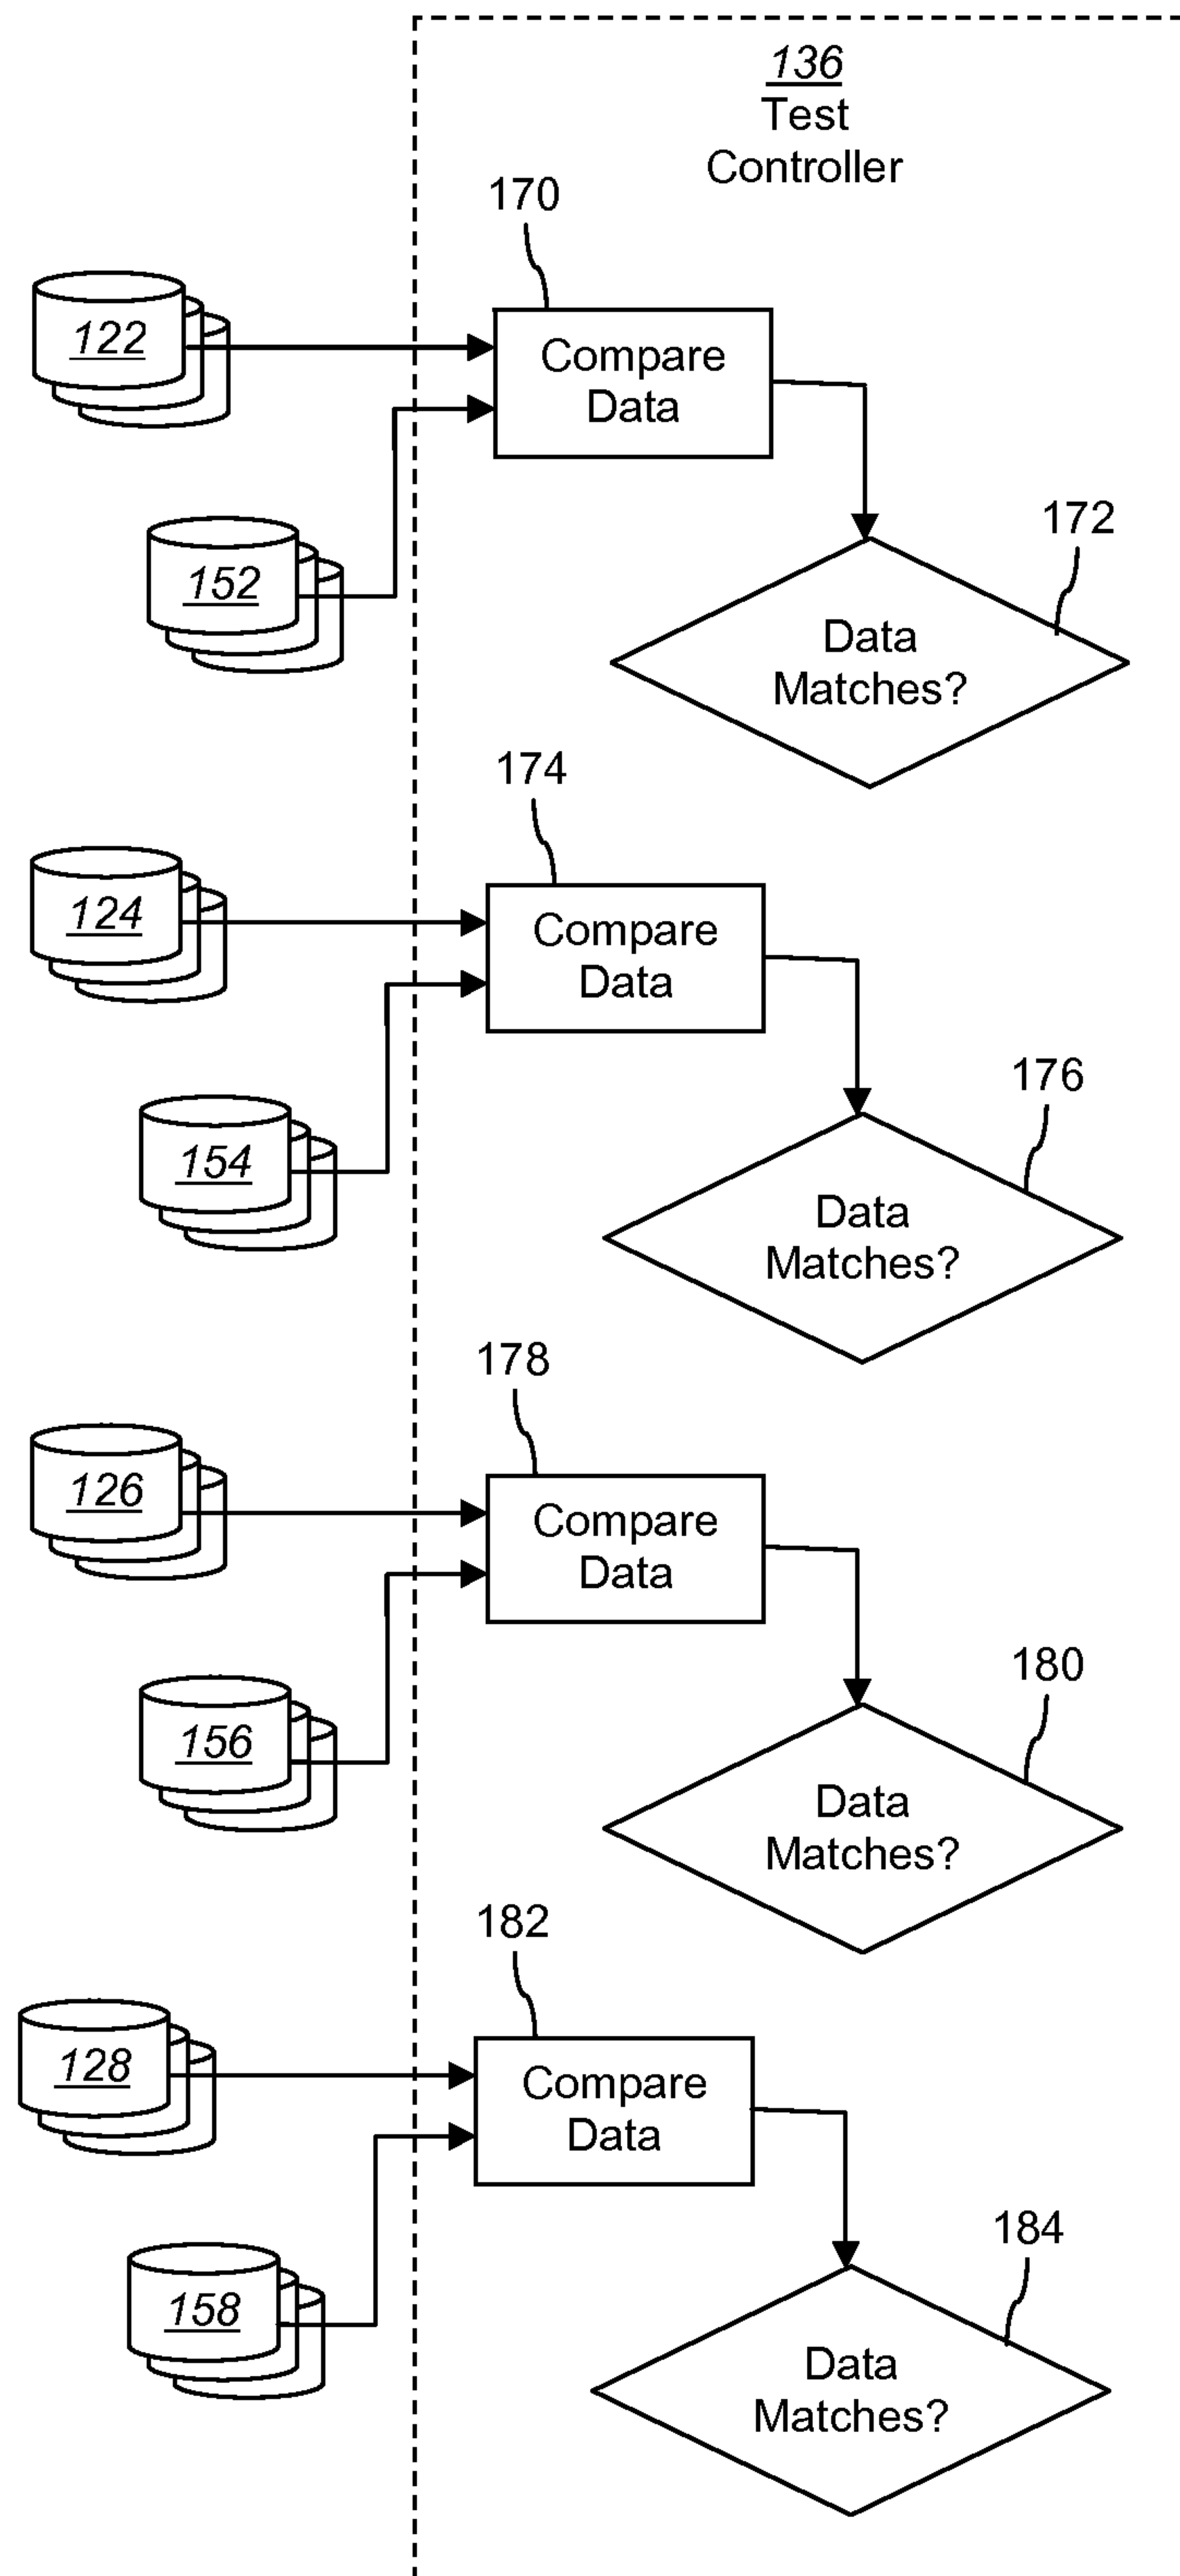 136
Test
Controller
170
122
Compare
Data
152
172
Data
Matches?
174
124
Compare
Data
154
176
Data
Matches?
178
126
Compare
Data
156
180
Data
Matches?
182
128
Compare
Data
158
184
Data
Matches?